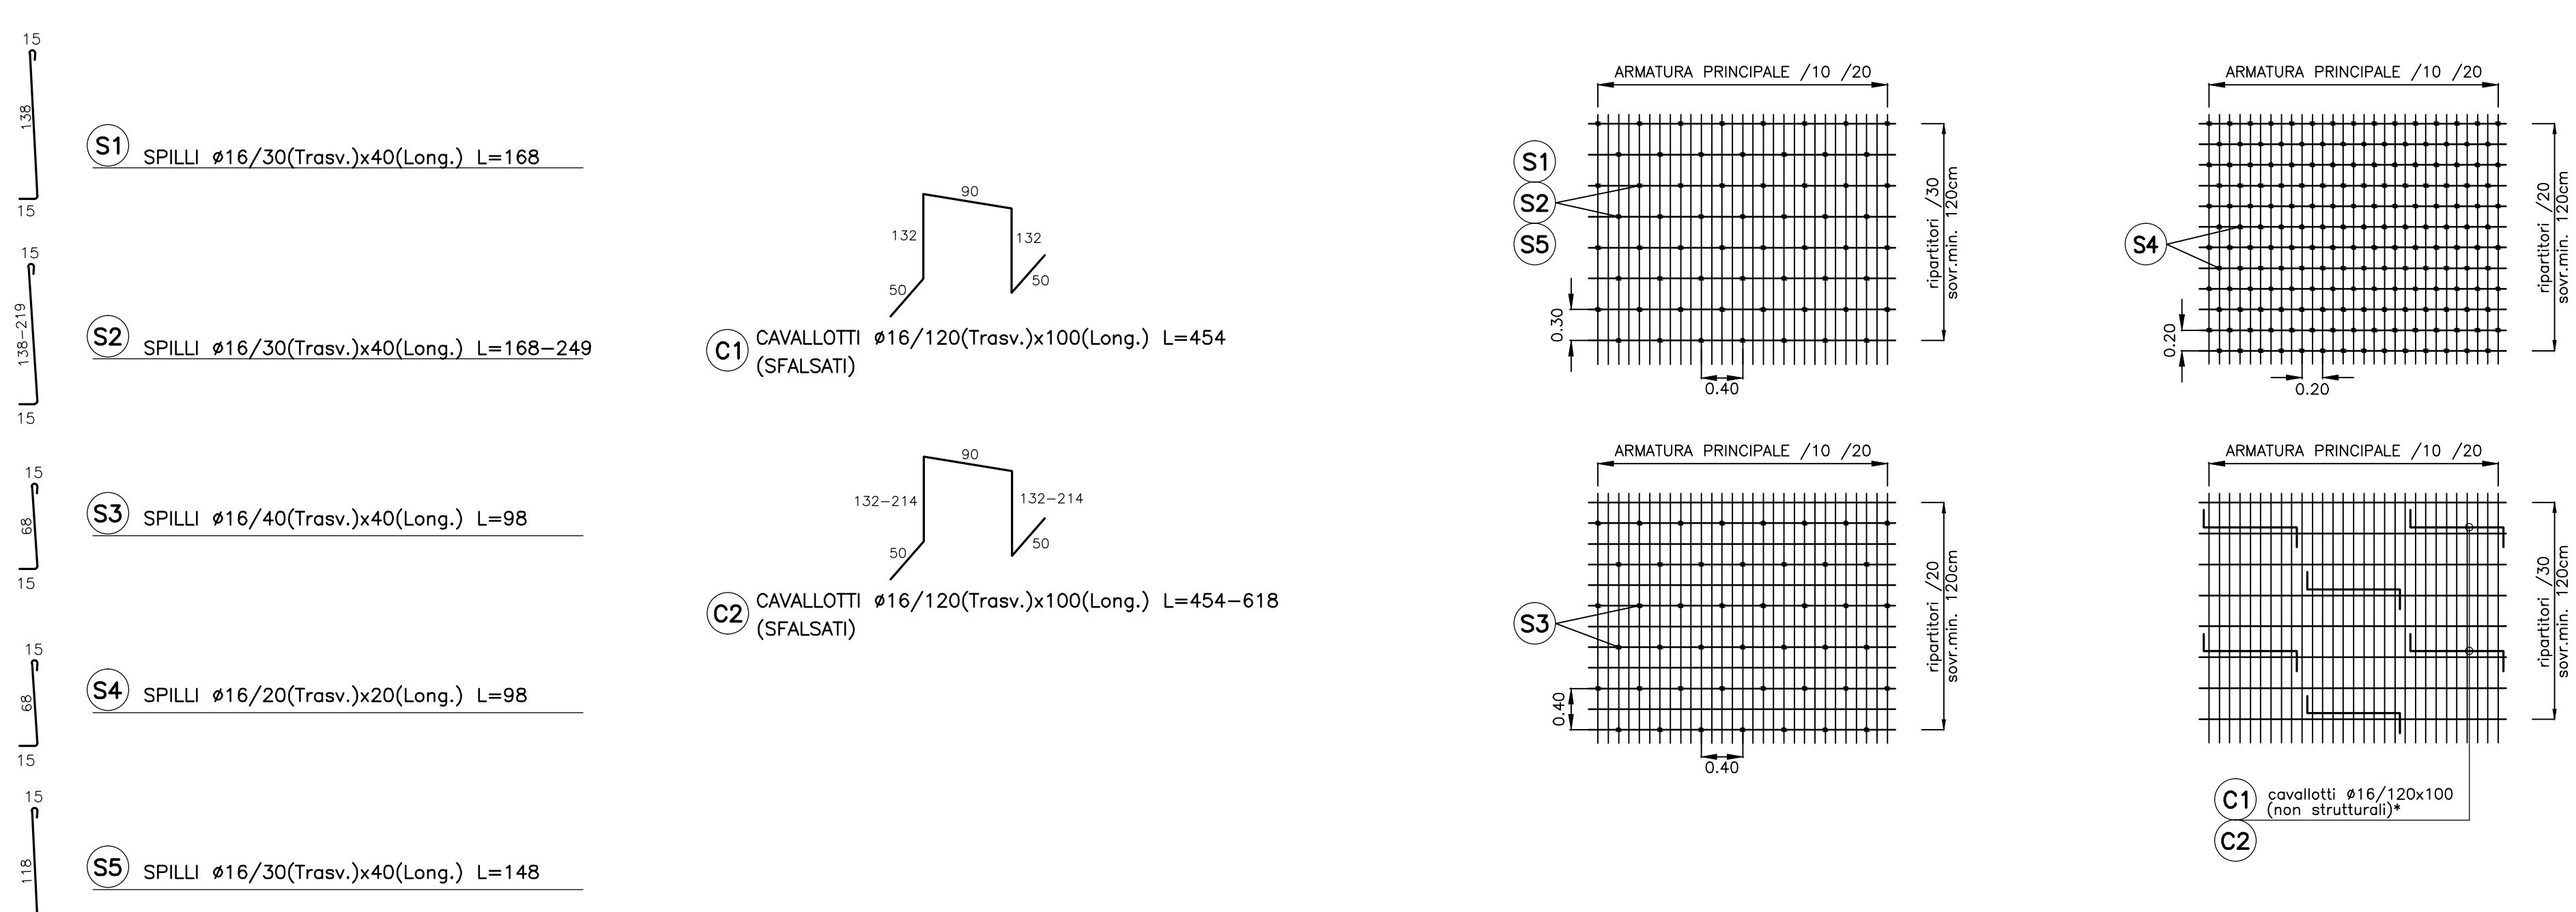 15
138
15
S1
SPILLI ø16/30(Trasv.)x40(Long.) L=168
15
138-219
15
S2
SPILLI ø16/30(Trasv.)x40(Long.) L=168-249
15
68
15
S3
SPILLI ø16/40(Trasv.)x40(Long.) L=98
15
68
15
S4
SPILLI ø16/20(Trasv.)x20(Long.) L=98
15
118
S5
SPILLI ø16/30(Trasv.)x40(Long.) L=148
90
132
132
50
50
C1
CAVALLOTTI ø16/120(Trasv.)x100(Long.) L=454
(SFALSATI)
90
132-214
132-214
50
50
C2
CAVALLOTTI ø16/120(Trasv.)x100(Long.) L=454-618
(SFALSATI)
ARMATURA PRINCIPALE /10 /20
S1
S2
S5
ripartitori /30
sovr.min. 120cm
0.30
0.40
ARMATURA PRINCIPALE /10 /20
S4
ripartitori /20
sovr.min. 120cm
0.20
0.20
ARMATURA PRINCIPALE /10 /20
S3
ripartitori /20
sovr.min. 120cm
0.40
0.40
ARMATURA PRINCIPALE /10 /20
ripartitori /30
sovr.min. 120cm
C1
cavallotti ø16/120x100
(non strutturali)*
C2